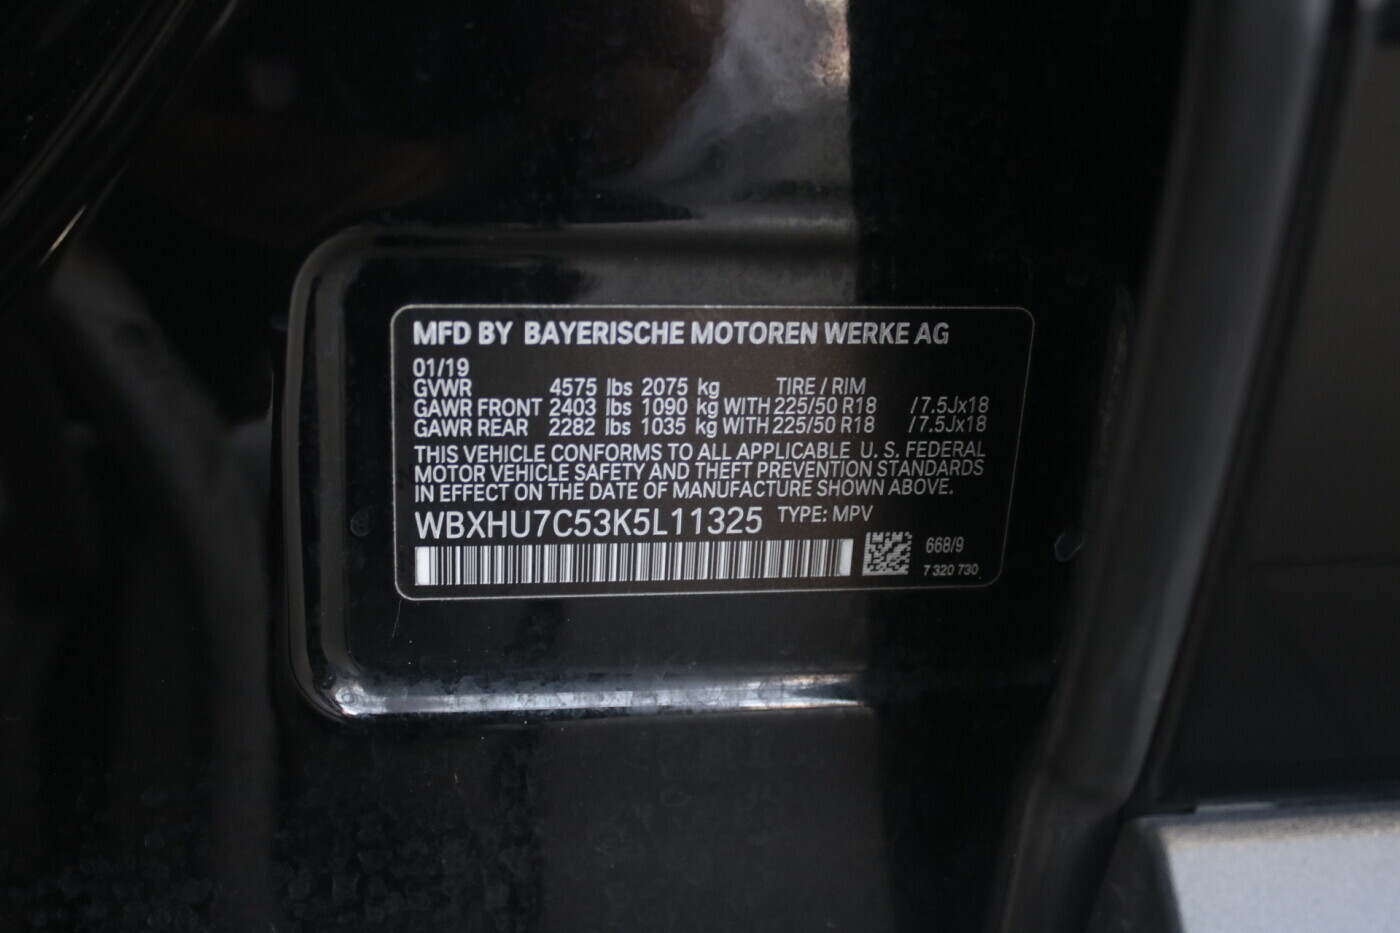 MFD BY BAYERISCHE MOTOREN WERKE AG
01/19
GVWR 4575 lbs 2075 kg TIRE / RIM
GAWR FRONT 2403 lbs 1090 kg WITH 225/50 R18 /7.5Jx18
GAWR REAR 2282 lbs 1035 kg WITH 225/50 R18 /7.5Jx18
THIS VEHICLE CONFORMS TO ALL APPLICABLE U. S. FEDERAL
MOTOR VEHICLE SAFETY AND THEFT PREVENTION STANDARDS
IN EFFECT ON THE DATE OF MANUFACTURE SHOWN ABOVE.
WBXHU7C53K5L11325 TYPE: MPV
668/9
7 320 730